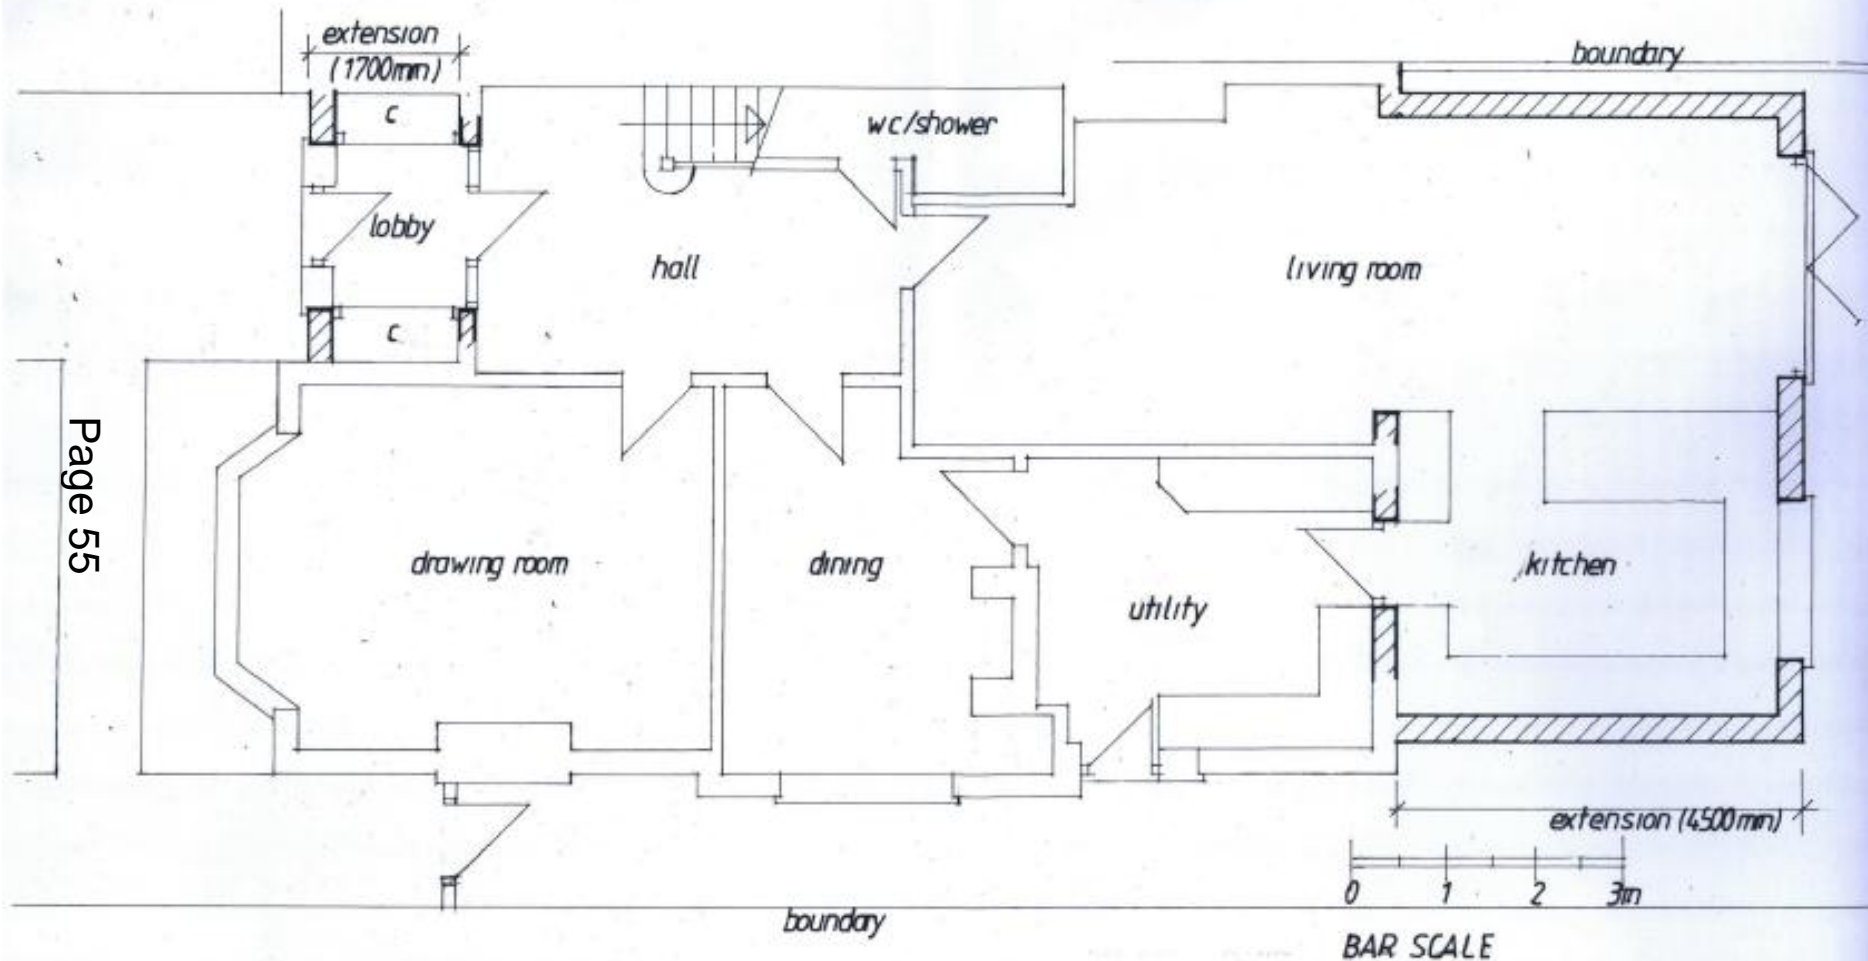 extension
(1700mm)
boundary
c
wc/shower
lobby
hall
living room
c
Page 55
drawing room
dining
utility
kitchen
extension (4500mm)
0 1 2 3m
boundary
BAR SCALE